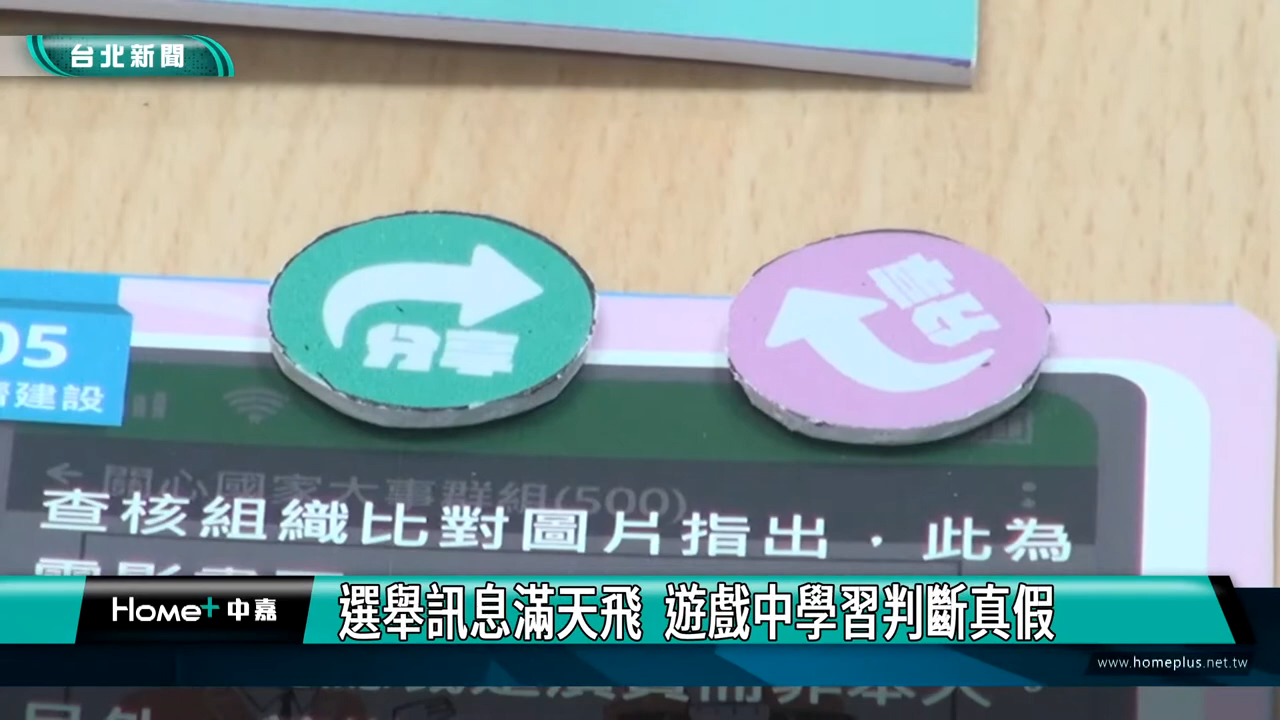 台北新聞
分享
分享
05
建設
關心國家大事群組(500)
查核組織比對圖片指出，此為
Home+中嘉
選舉訊息滿天飛 遊戲中學習判斷真假
www.homeplus.net.tw